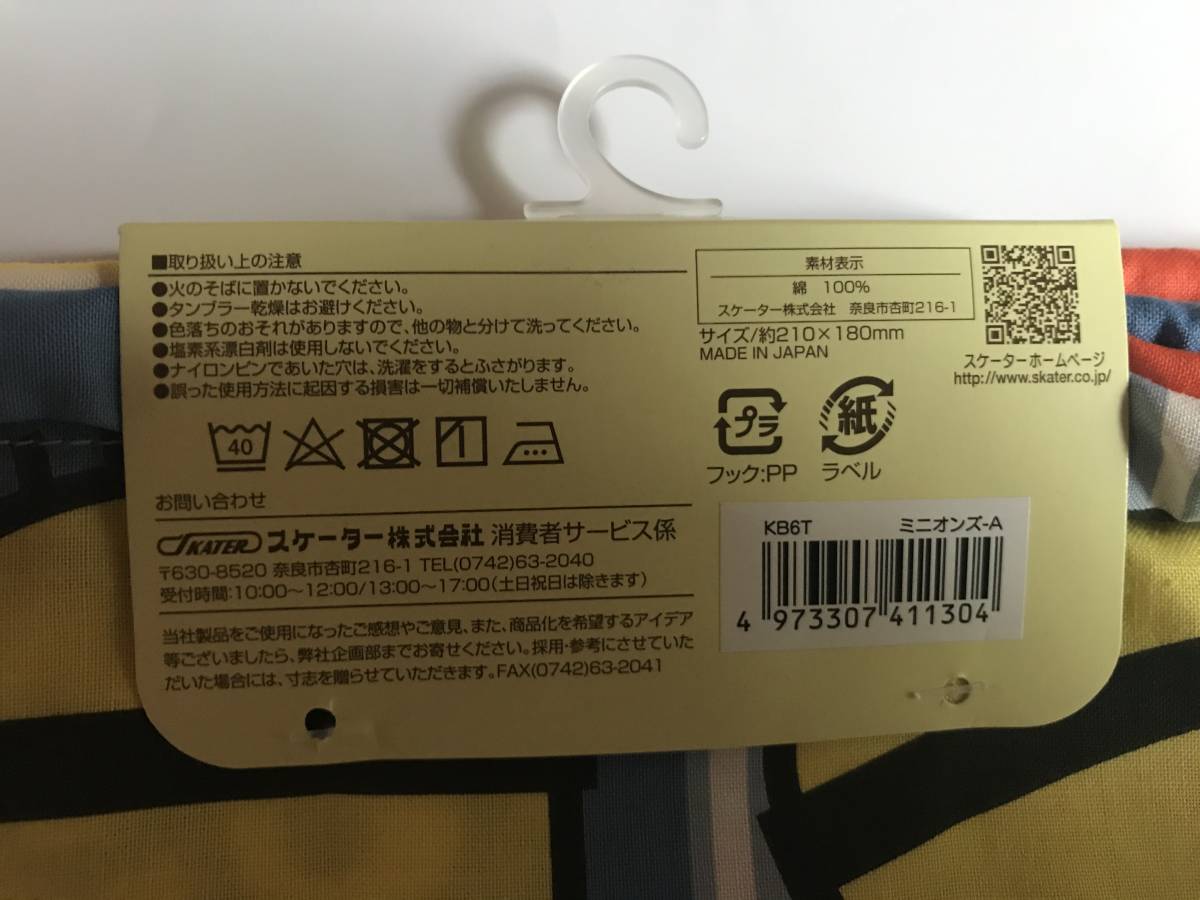 ■取り扱い上の注意
●火のそばに置かないでください。
●タンブラー乾燥はお避けください。
●色落ちのおそれがありますので、他の物と分けて洗ってください。
●塩素系漂白剤は使用しないでください。
●ナイロンピンであいた穴は、洗濯をするとふさがります。
●誤った使用方法に起因する損害は一切補償いたしません。
40
お問い合わせ
SKATER スケーター株式会社 消費者サービス係
〒630-8520 奈良市杏町216-1 TEL(0742)63-2040
受付時間:10:00～12:00/13:00～17:00(土日祝日は除きます)
当社製品をご使用になったご感想やご意見、また、商品化を希望するアイデア
等ございましたら、弊社企画部までお寄せください。採用・参考にさせていた
だいた場合には、寸志を贈らせていただきます。FAX(0742)63-2041
素材表示
綿 100%
スケーター株式会社 奈良市杏町216-1
サイズ/約210×180mm
MADE IN JAPAN
スケーターホームページ
http://www.skater.co.jp/
プラ
紙
フック:PP
ラベル
KB6T ミニオンズ-A
4 973307 411304